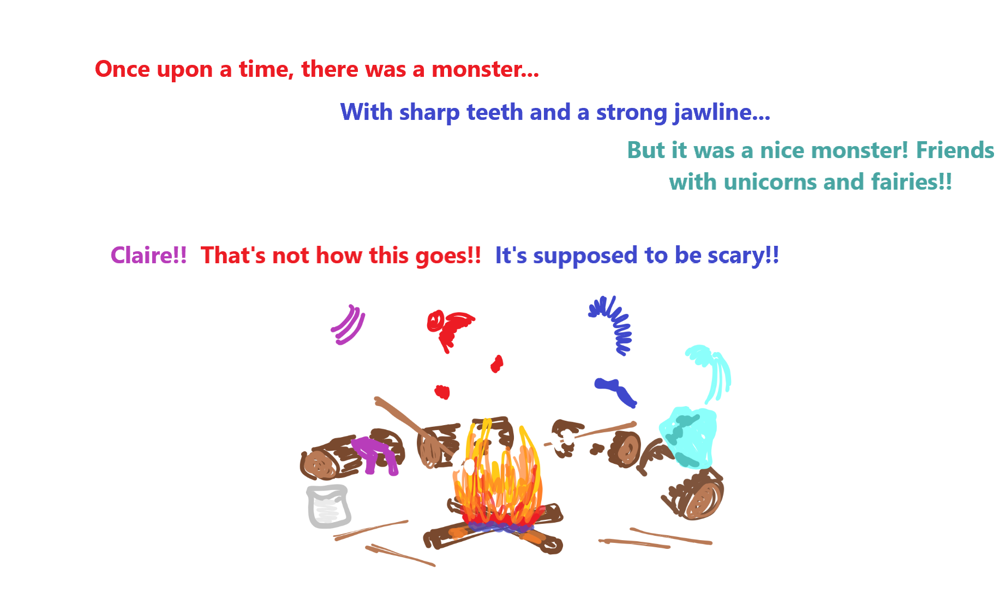 Once upon a time, there was a monster...
With sharp teeth and a strong jawline...
But it was a nice monster! Friends
with unicorns and fairies!!
Claire!! That's not how this goes!! It's supposed to be scary!!